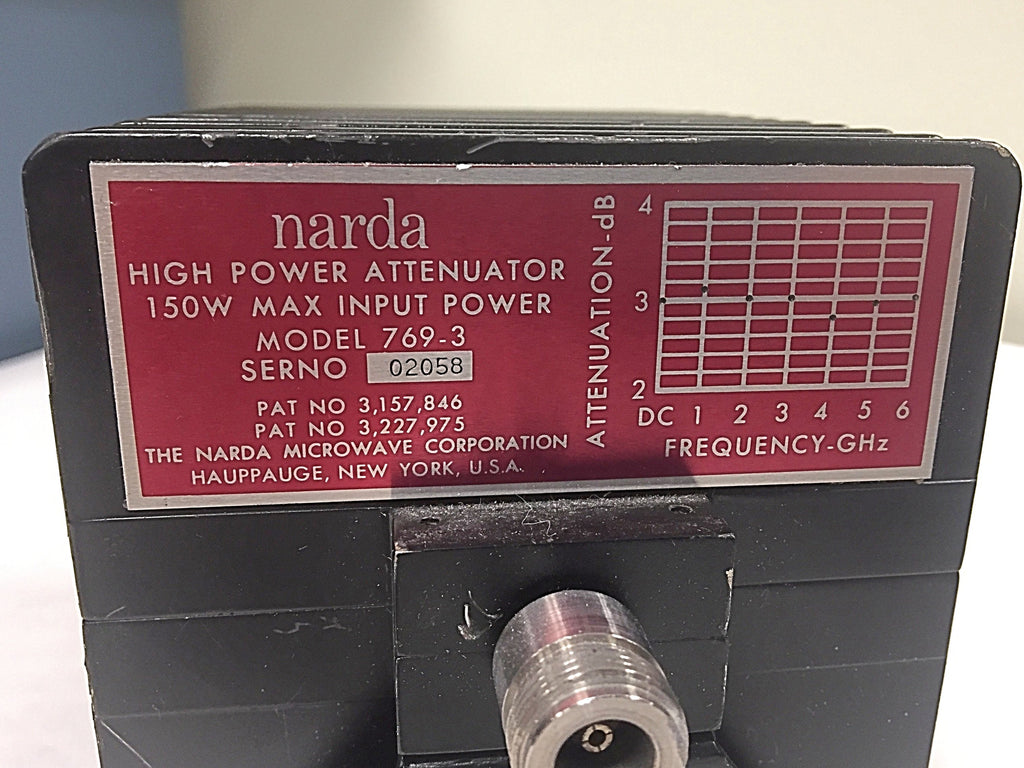 narda
HIGH POWER ATTENUATOR
150W MAX INPUT POWER
MODEL 769-3
SERNO 02058
PAT NO 3,157,846
PAT NO 3,227,975
THE NARDA MICROWAVE CORPORATION
HAUPPAUGE, NEW YORK, U.S.A.
ATTENUATION-dB
4
3
2
DC 1 2 3 4 5 6
FREQUENCY-GHz